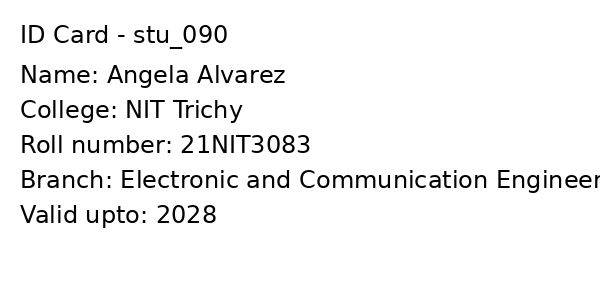 ID Card - stu_090
Name: Angela Alvarez
College: NIT Trichy
Roll number: 21NIT3083
Branch: Electronic and Communication Engineer
Valid upto: 2028